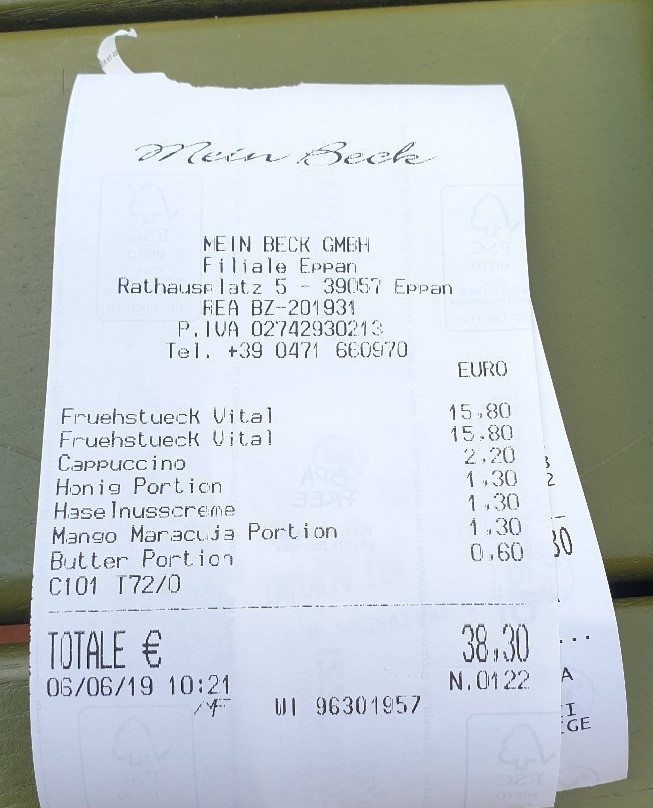 Mein Beck
MEIN BECK GMBH
Filiale Eppan
Rathausplatz 5 - 39057 Eppan
REA BZ-201931
P.IVA 02742930213
Tel. +39 0471 660970
EURO
Fruehstueck Vital 15,80
Fruehstueck Vital 15,80
Cappuccino 2,20
Honig Portion 1,30
Haselnusscreme 1,30
Mango Maracuja Portion 1,30
Butter Portion 0,60
C101 T72/0
TOTALE € 38,30
06/06/19 10:21 N.0122
WI 96301957